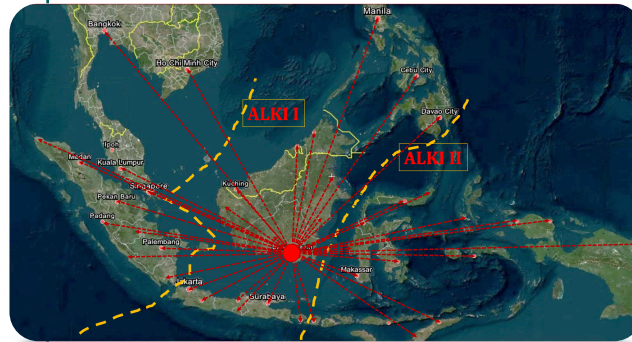 Bangkok
Manila
Ho Chi Minh City
Cebu City
ALKI I
Davao City
Ipoh
Medan
Kuala Lumpur
ALKI II
Singapore
Kuching
Pekan Baru
Padang
Palembang
Makassar
Jakarta
Surabaya